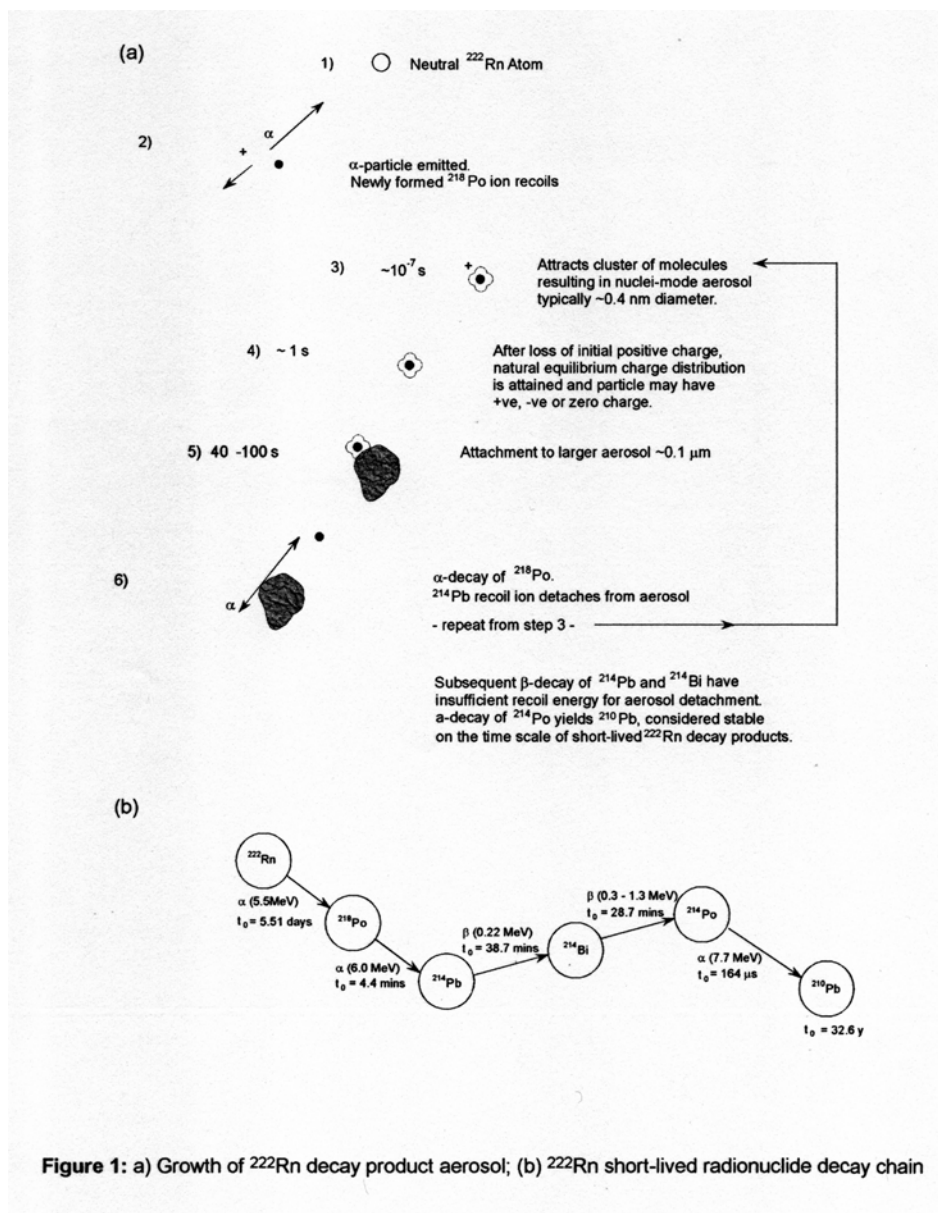 (a)
1) Neutral ²²²Rn Atom
2)
α
+
α-particle emitted.
Newly formed ²¹⁸Po ion recoils
3) ~10⁻⁷ s
+
Attracts cluster of molecules
resulting in nuclei-mode aerosol
typically ~0.4 nm diameter.
4) ~ 1 s
After loss of initial positive charge,
natural equilibrium charge distribution
is attained and particle may have
+ve, -ve or zero charge.
5) 40 -100 s
Attachment to larger aerosol ~0.1 μm
6)
α
α-decay of ²¹⁸Po.
²¹⁴Pb recoil ion detaches from aerosol
- repeat from step 3 -
Subsequent β-decay of ²¹⁴Pb and ²¹⁴Bi have
insufficient recoil energy for aerosol detachment.
a-decay of ²¹⁴Po yields ²¹⁰Pb, considered stable
on the time scale of short-lived ²²²Rn decay products.
(b)
²²²Rn
α (5.5MeV)
t₀ = 5.51 days
²¹⁸Po
α (6.0 MeV)
t₀ = 4.4 mins
²¹⁴Pb
β (0.22 MeV)
t₀ = 38.7 mins
²¹⁴Bi
β (0.3 - 1.3 MeV)
t₀ = 28.7 mins
²¹⁴Po
α (7.7 MeV)
t₀ = 164 μs
²¹⁰Pb
t₀ = 32.6 y
Figure 1: a) Growth of ²²²Rn decay product aerosol; (b) ²²²Rn short-lived radionuclide decay chain